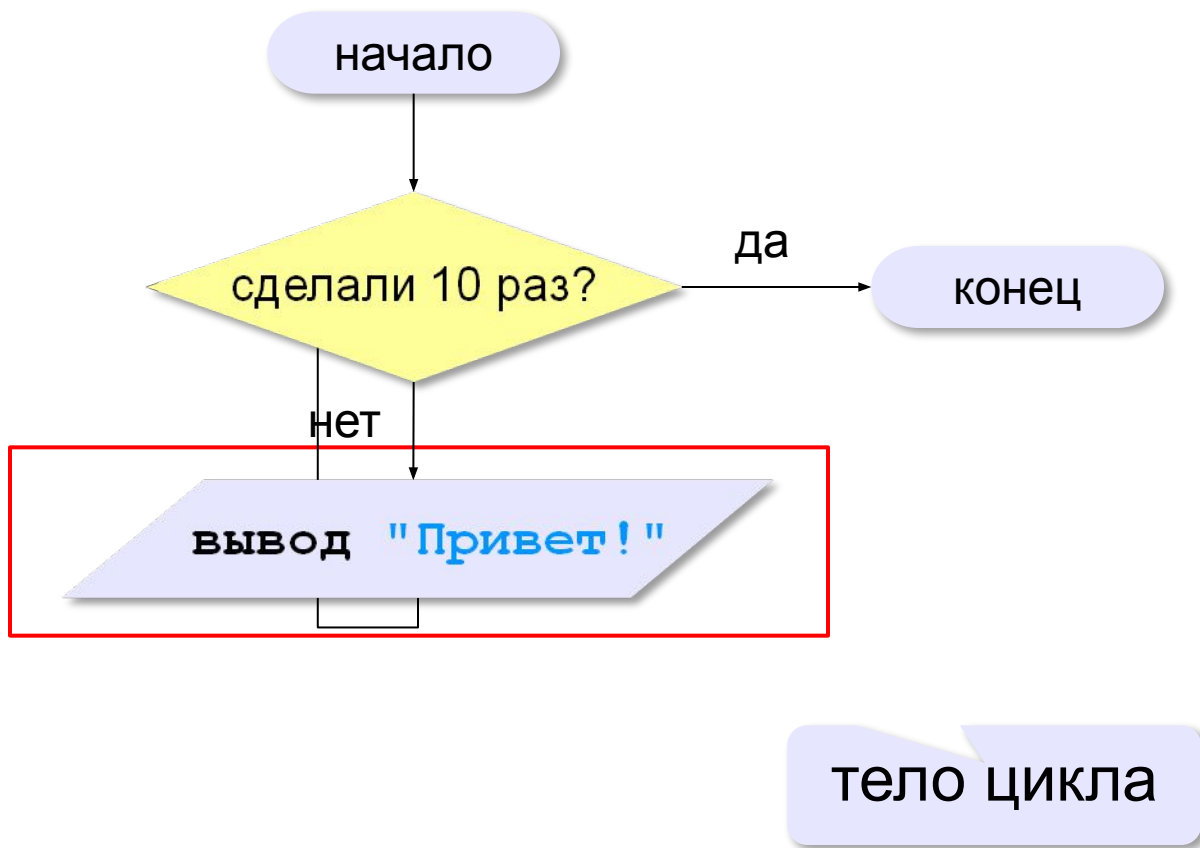 начало
сделали 10 раз?
да
конец
нет
вывод "Привет!"
тело цикла